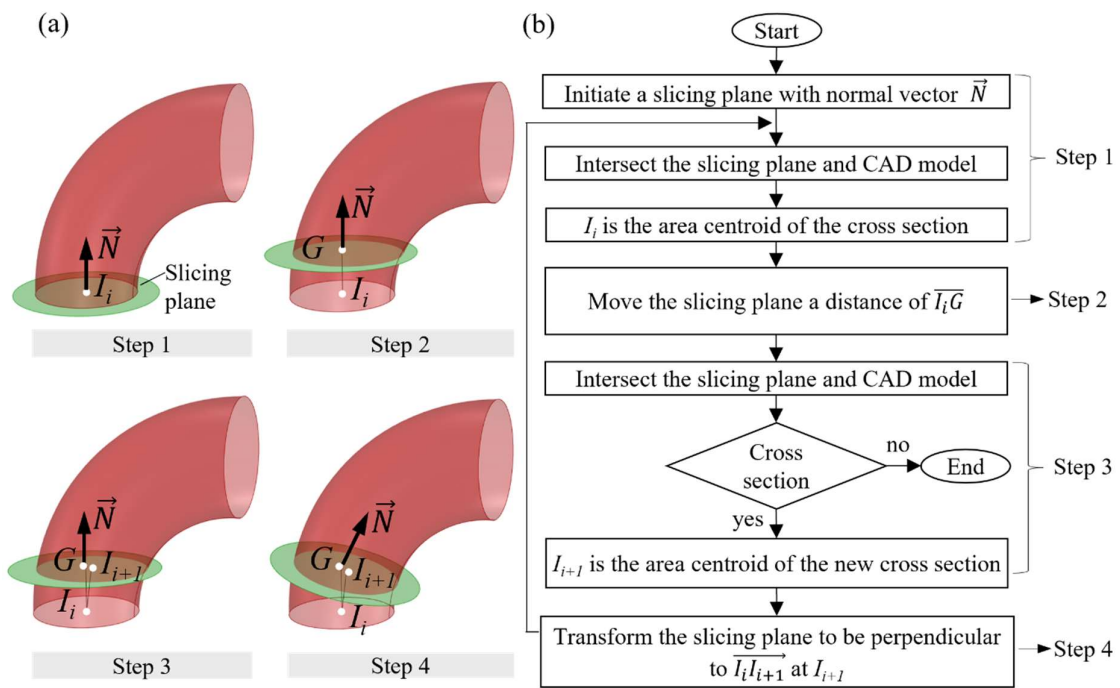 (a)
N⃗
I_i
Slicing
plane
Step 1
N⃗
G
I_i
Step 2
N⃗
G
I_{i+1}
I_i
Step 3
N⃗
G
I_{i+1}
I_i
Step 4
(b)
Start
Initiate a slicing plane with normal vector N⃗
Intersect the slicing plane and CAD model
I_i is the area centroid of the cross section
Step 1
Move the slicing plane a distance of \overline{I_iG}
Step 2
Intersect the slicing plane and CAD model
Cross
section
no
End
yes
I_{i+1} is the area centroid of the new cross section
Step 3
Transform the slicing plane to be perpendicular
to \overrightarrow{I_iI_{i+1}} at I_{i+1}
Step 4